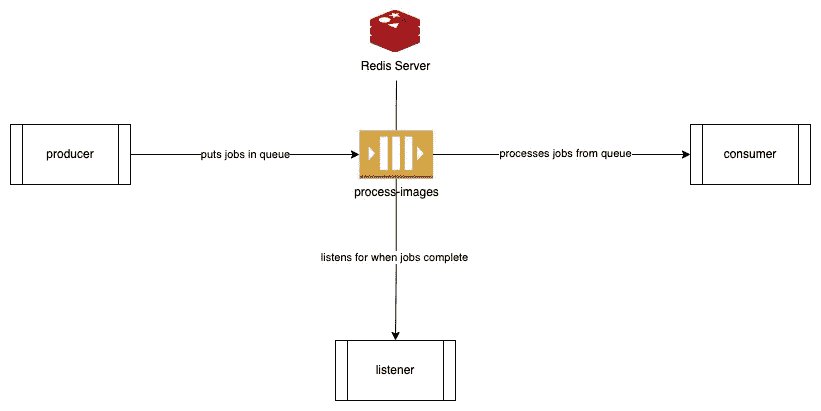 Redis Server
producer
puts jobs in queue
processes jobs from queue
consumer
process-images
listens for when jobs complete
listener